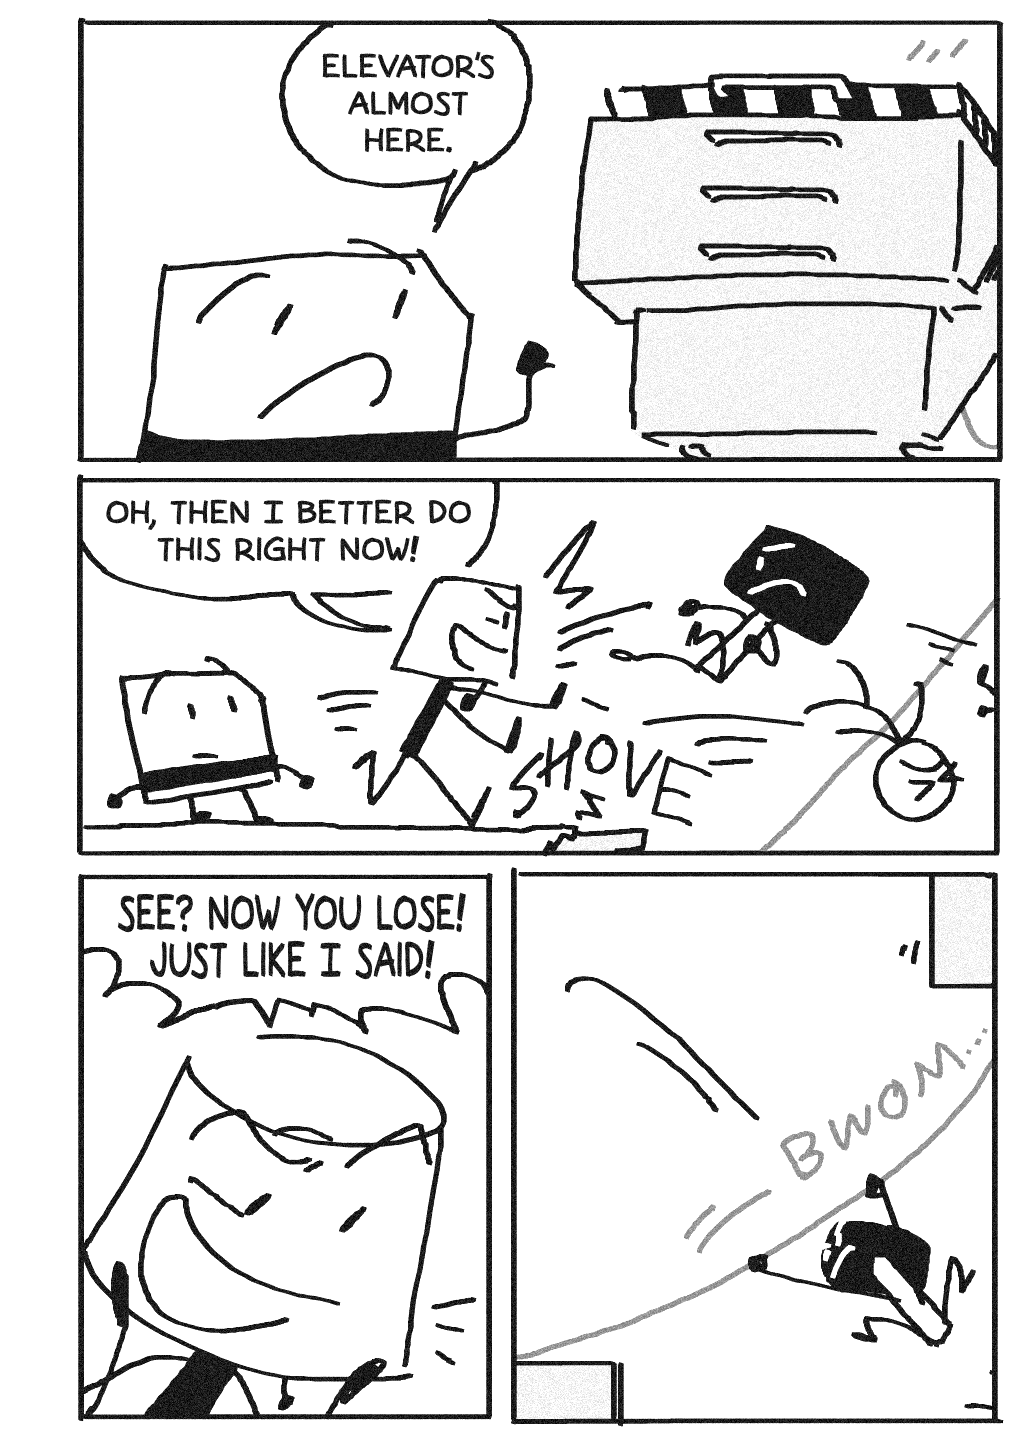 ELEVATOR'S
ALMOST
HERE.
OH, THEN I BETTER DO
THIS RIGHT NOW!
SHOVE
SEE? NOW YOU LOSE!
JUST LIKE I SAID!
BWOM...